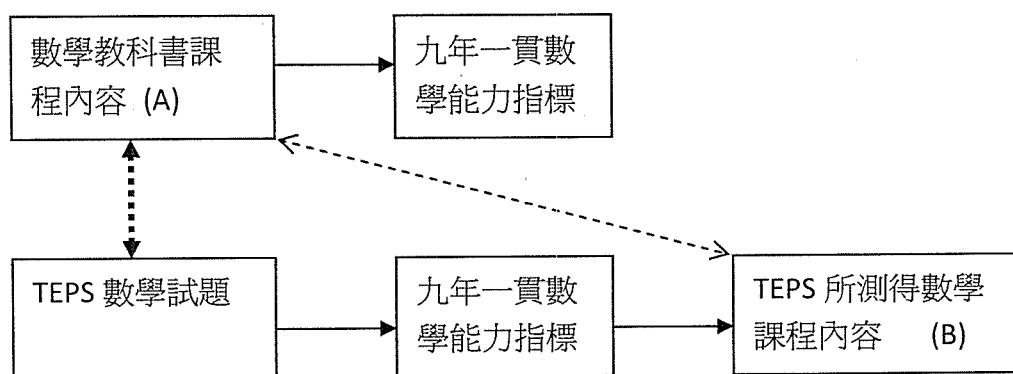 數學教科書課
程內容 (A)
九年一貫數
學能力指標
TEPS 數學試題
九年一貫數
學能力指標
TEPS 所測得數學
課程內容 (B)